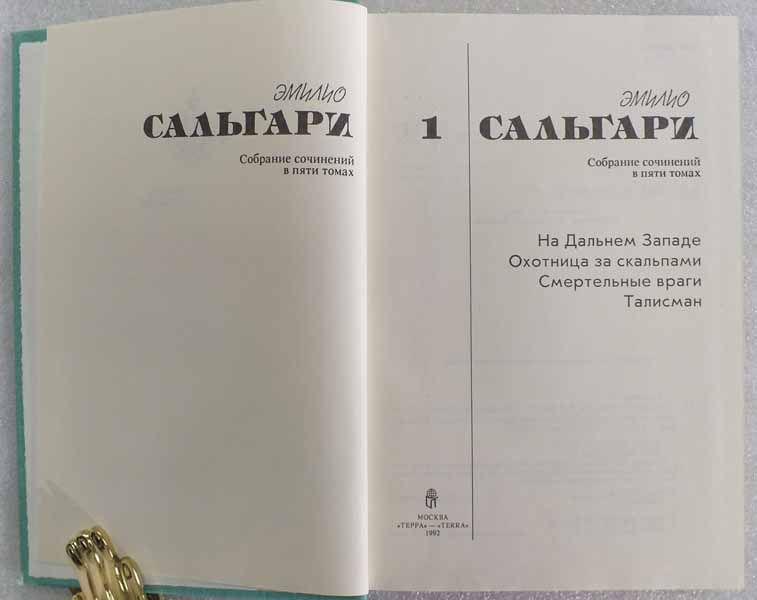 ЭМИЛИО
САЛЬГАРИ
Собрание сочинений
в пяти томах
ЭМИЛИО
1 САЛЬГАРИ
Собрание сочинений
в пяти томах
На Дальнем Западе
Охотница за скальпами
Смертельные враги
Талисман
МОСКВА
«ТЕРРА» — «TERRA»
1992